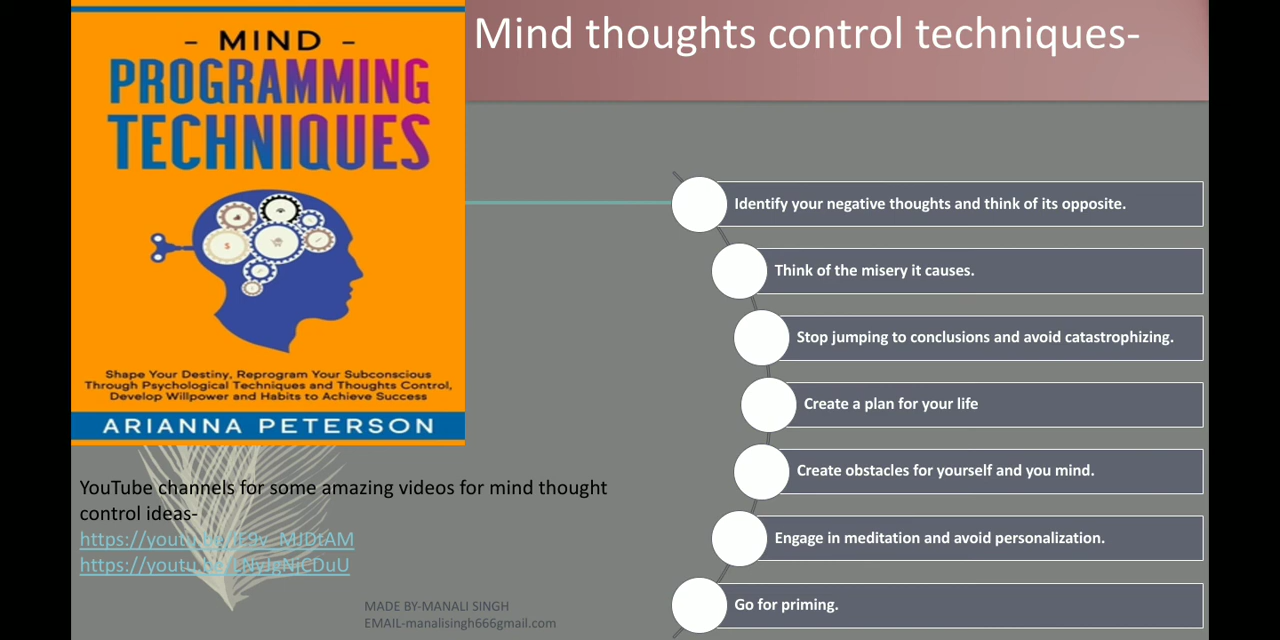 Mind thoughts control techniques-
- MIND -
PROGRAMMING
TECHNIQUES
Shape Your Destiny, Reprogram Your Subconscious
Through Psychological Techniques and Thoughts Control,
Develop Willpower and Habits to Achieve Success
ARIANNA PETERSON
Identify your negative thoughts and think of its opposite.
Think of the misery it causes.
Stop jumping to conclusions and avoid catastrophizing.
Create a plan for your life
Create obstacles for yourself and you mind.
Engage in meditation and avoid personalization.
Go for priming.
YouTube channels for some amazing videos for mind thought
control ideas-
MADE BY-MANALI SINGH
EMAIL-manalisingh666gmail.com